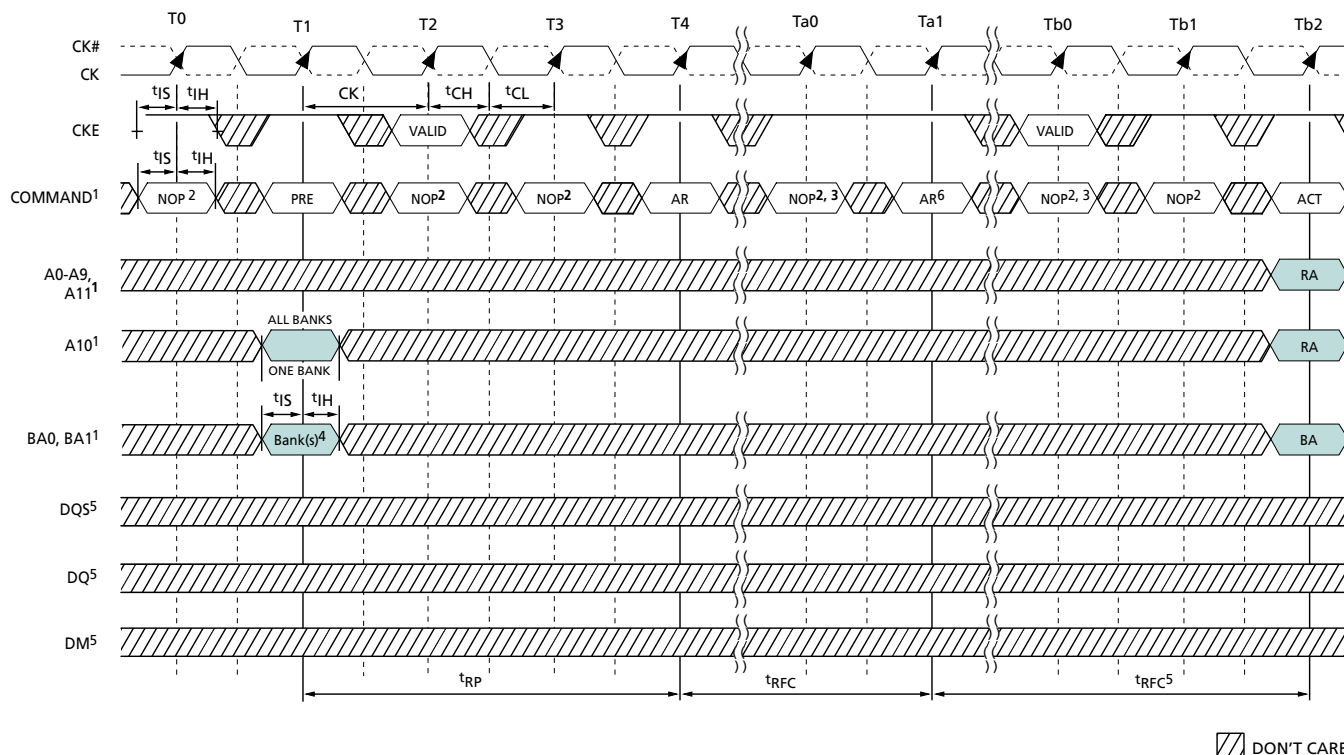 T0 T1 T2 T3 T4 Ta0 Ta1 Tb0 Tb1 Tb2
CK#
CK
tIS tIH CK tCH tCL
CKE VALID VALID
tIS tIH
COMMAND1 NOP 2 PRE NOP2 NOP2 AR NOP2, 3 AR6 NOP2, 3 NOP2 ACT
A0-A9,
A111 RA
ALL BANKS
A101 RA
ONE BANK
tIS tIH
BA0, BA11 Bank(s)4 BA
DQS5
DQ5
DM5
tRP tRFC tRFC5
DON'T CARE